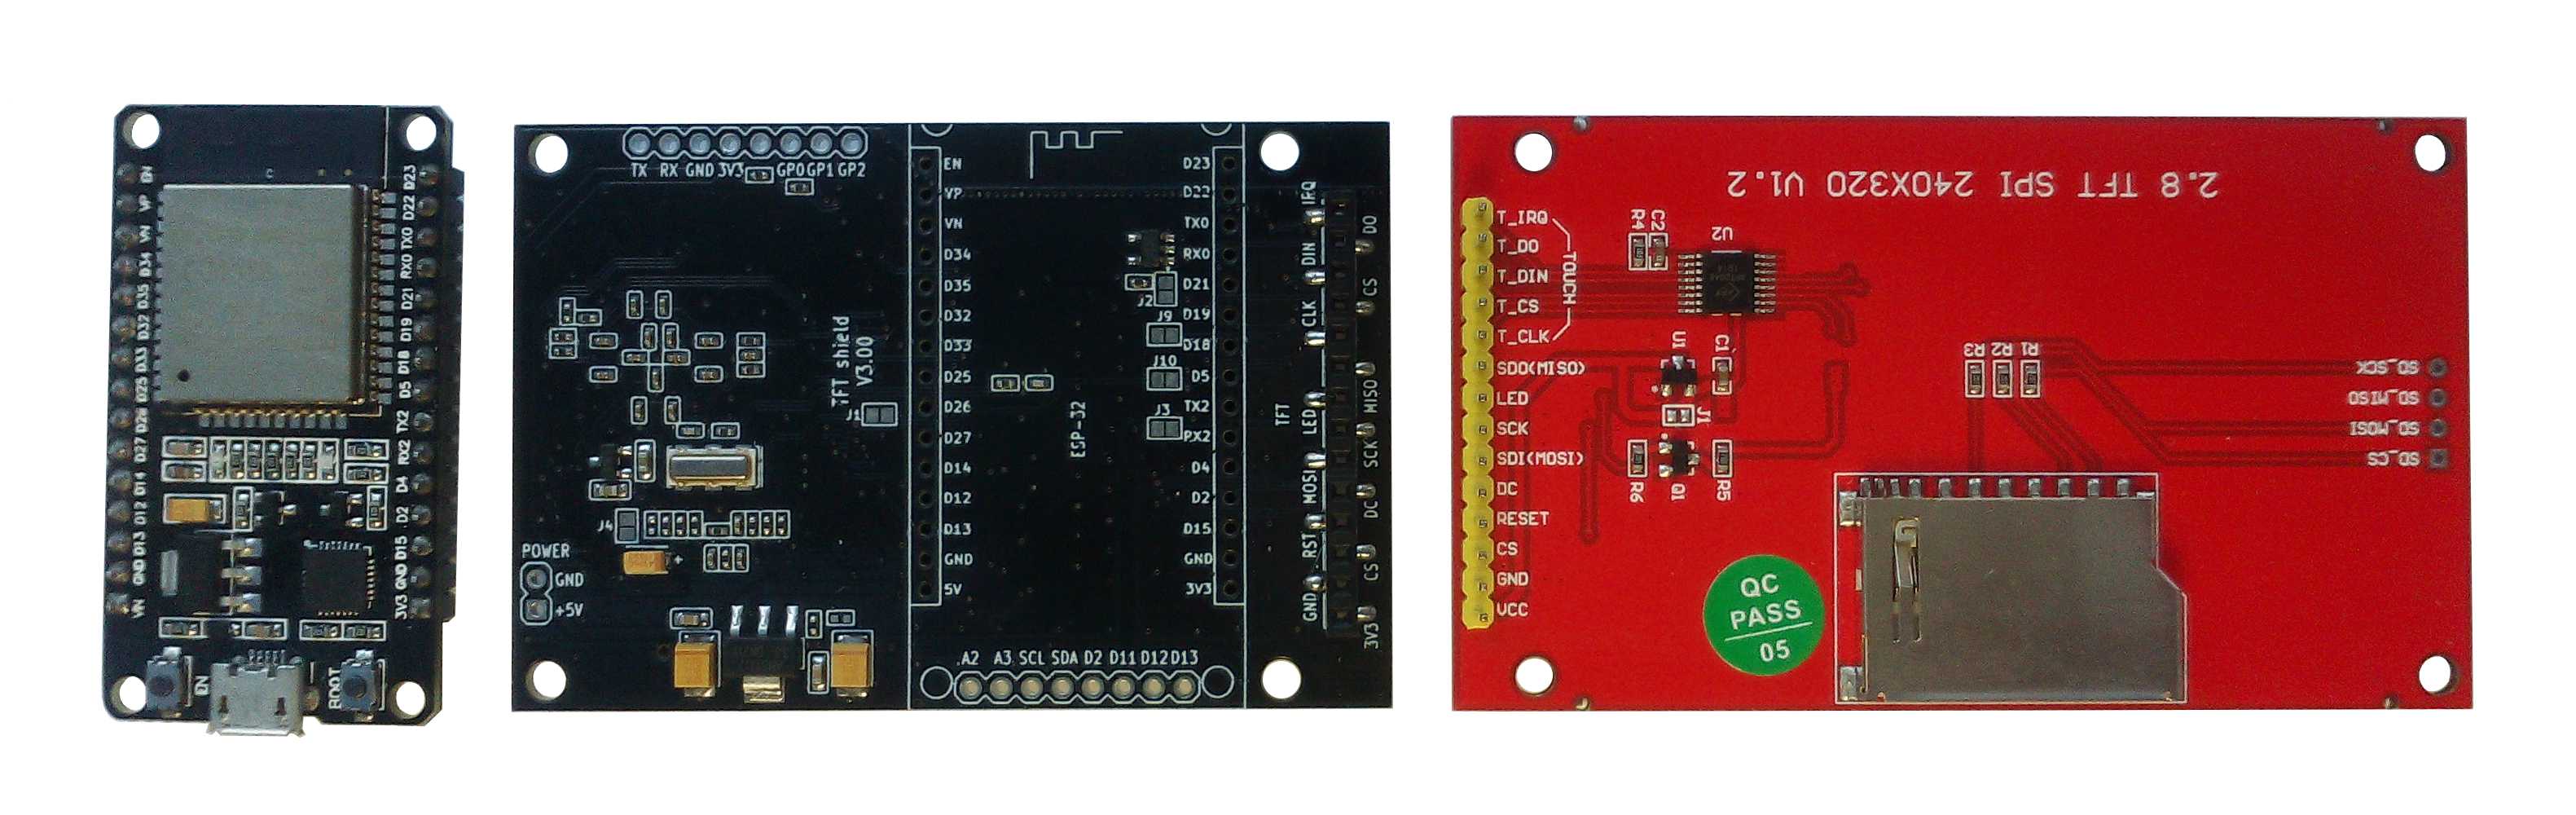 EN
VP
VN
D34
D35
D32
D33
D25
D26
D27
D14
D12
D13
GND
VIN
D23
D22
TX0
RX0
D21
D19
D18
D5
TX2
RX2
D4
D2
D15
GND
3V3
EN
BOOT
TX RX GND 3V3 GP0 GP1 GP2
TFT shield
V3.00
J1
J4
POWER
GND
+5V
+
EN
VP
VN
D34
D35
D32
D33
D25
D26
D27
D14
D12
D13
GND
5V
ESP-32
J2
J9
J10
J3
D23
D22
TX0
RX0
D21
D19
D18
D5
TX2
RX2
D4
D2
D15
GND
3V3
A2 A3 SCL SDA D2 D11 D12 D13
TFT
IRQ
DO
DIN
CS
CLK
MISO
LED
SCK
MOSI
DC
RST
CS
GND
3V3
2.8 TFT SPI 240X320 V1.2
T_IRQ
T_DO
T_DIN
T_CS
T_CLK
TOUCH
SDO(MISO)
LED
SCK
SDI(MOSI)
DC
RESET
CS
GND
VCC
R4
C2
U2
U1
C1
J1
R6
Q1
R5
R3
R2
R1
SD_SCK
SD_MISO
SD_MOSI
SD_CS
QC
PASS
05